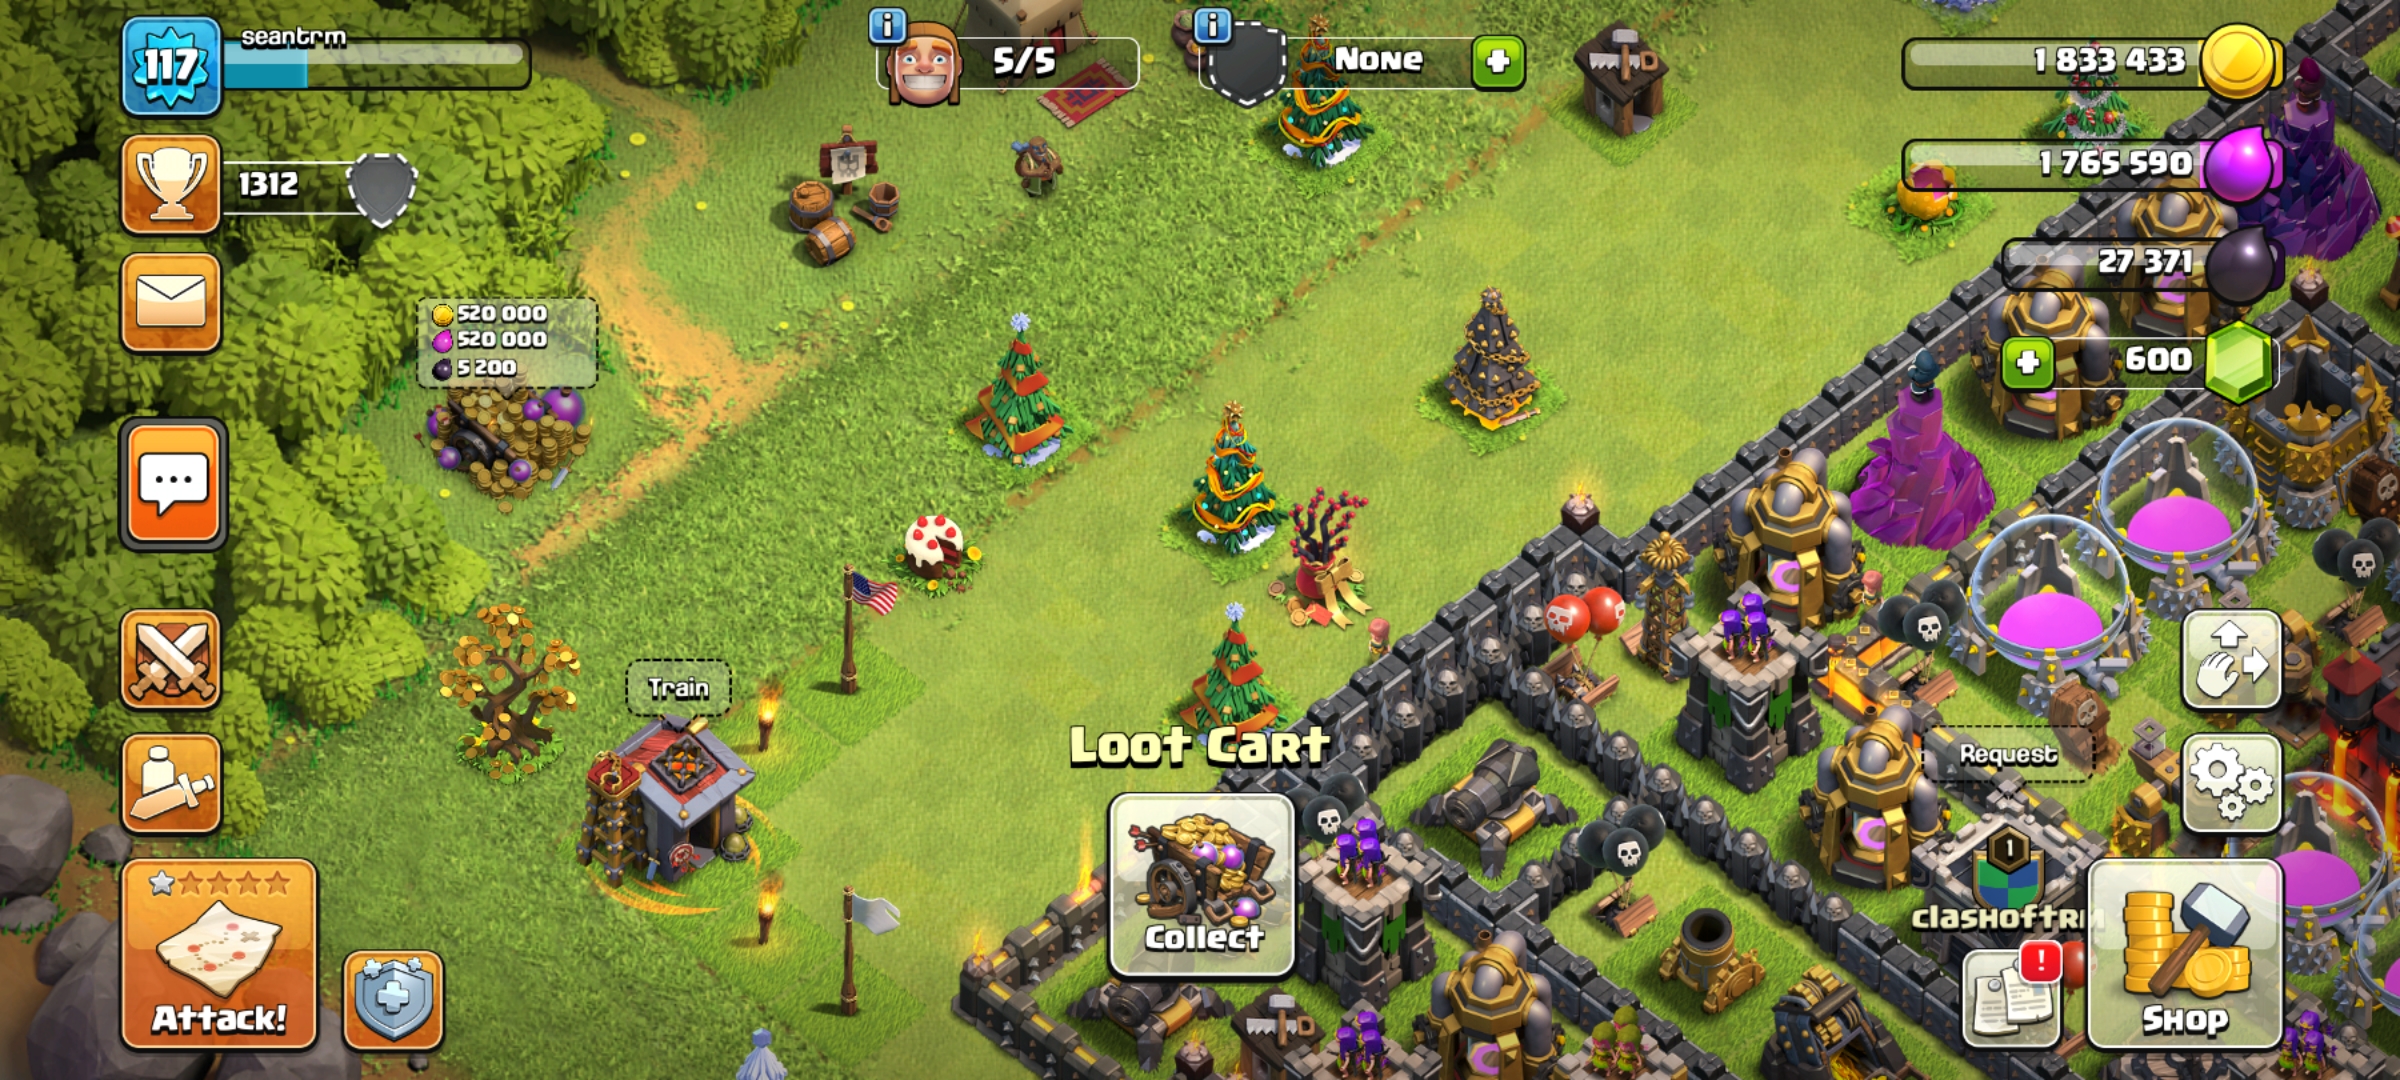 117
seantrm
5/5
None
1 833 433
1312
1 765 590
27 371
520 000
520 000
5 200
600
Train
Loot Cart
Request
Collect
1
clashoftrm
!
Attack!
Shop